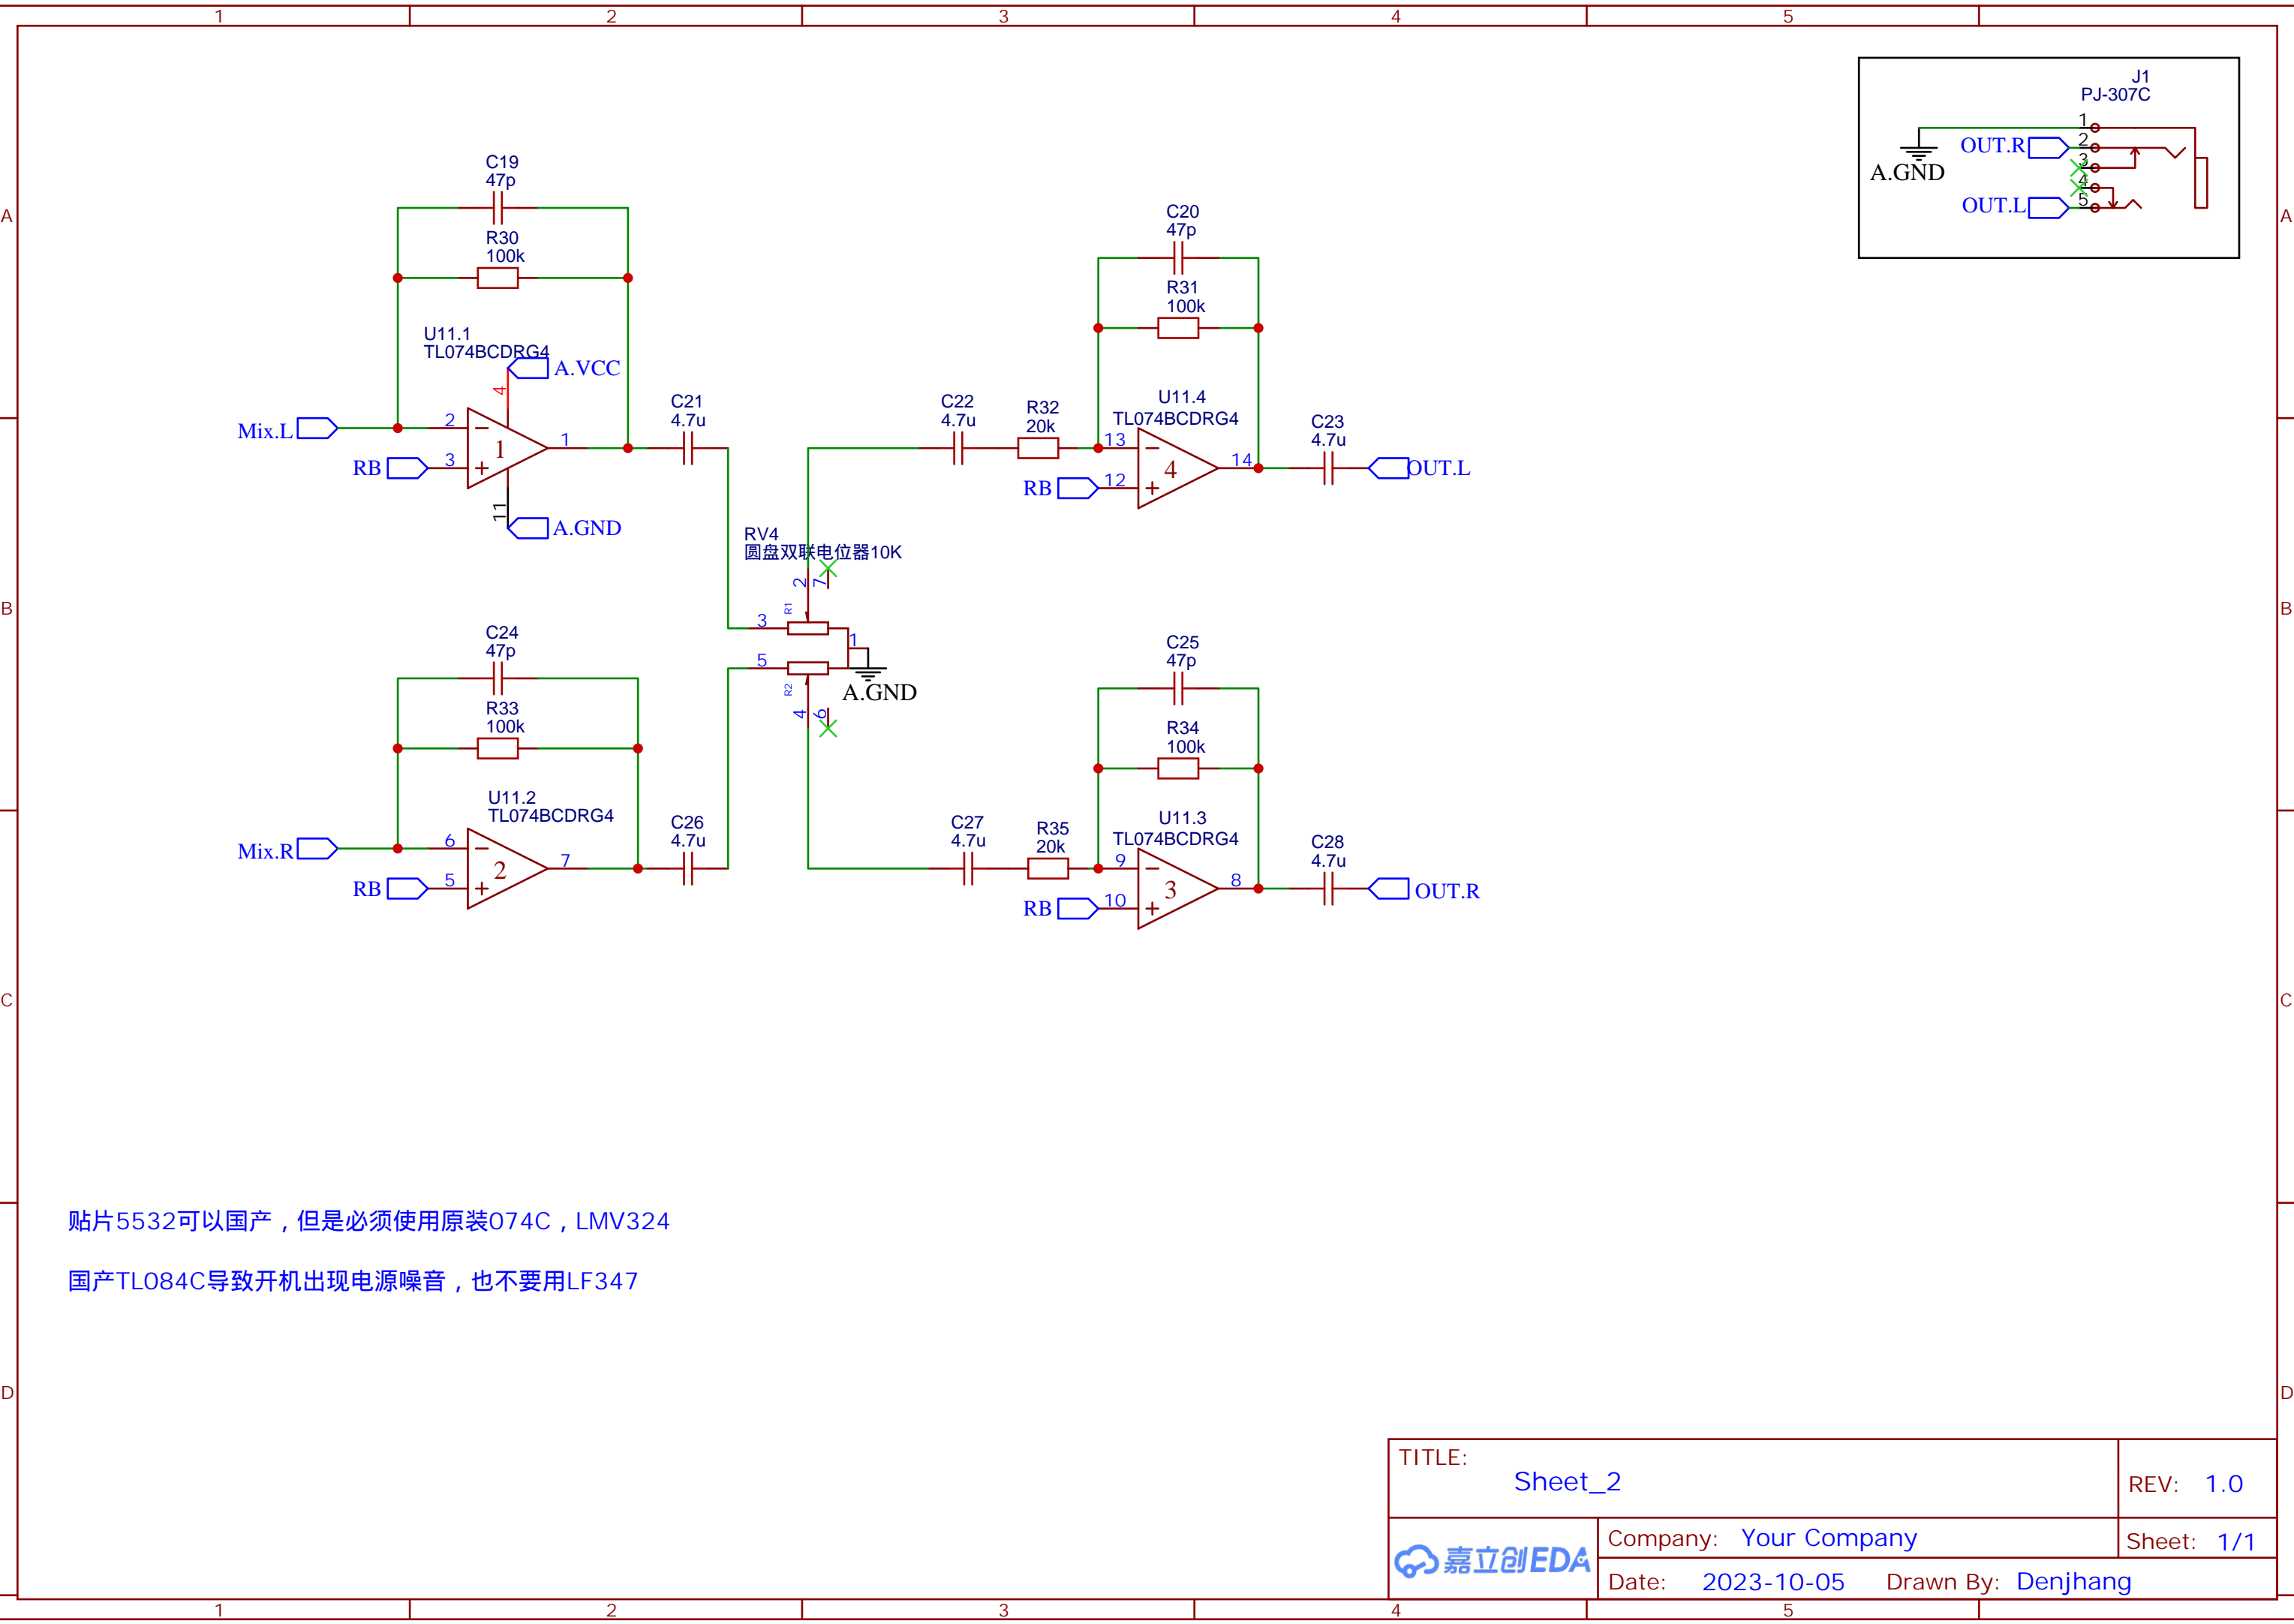 1 2 3 4 5
A
B
C
D
A
B
C
D
J1
PJ-307C
1
2
3
4
5
OUT.R
OUT.L
A.GND
C19
47p
R30
100k
U11.1
TL074BCDRG4
A.VCC
4
Mix.L
2
RB
3
1
1
11
A.GND
C21
4.7u
C20
47p
R31
100k
U11.4
TL074BCDRG4
C22
4.7u
R32
20k
13
RB
12
4
14
C23
4.7u
OUT.L
RV4
圆盘双联电位器10K
2
7
R1
3
1
5
R2
4
6
A.GND
C24
47p
R33
100k
U11.2
TL074BCDRG4
Mix.R
6
RB
5
2
7
C26
4.7u
C25
47p
R34
100k
U11.3
TL074BCDRG4
C27
4.7u
R35
20k
9
RB
10
3
8
C28
4.7u
OUT.R
贴片5532可以国产，但是必须使用原装074C，LMV324
国产TL084C导致开机出现电源噪音，也不要用LF347
TITLE:
Sheet_2
REV: 1.0
嘉立创EDA
Company: Your Company
Sheet: 1/1
Date: 2023-10-05 Drawn By: Denjhang
1 2 3 4 5